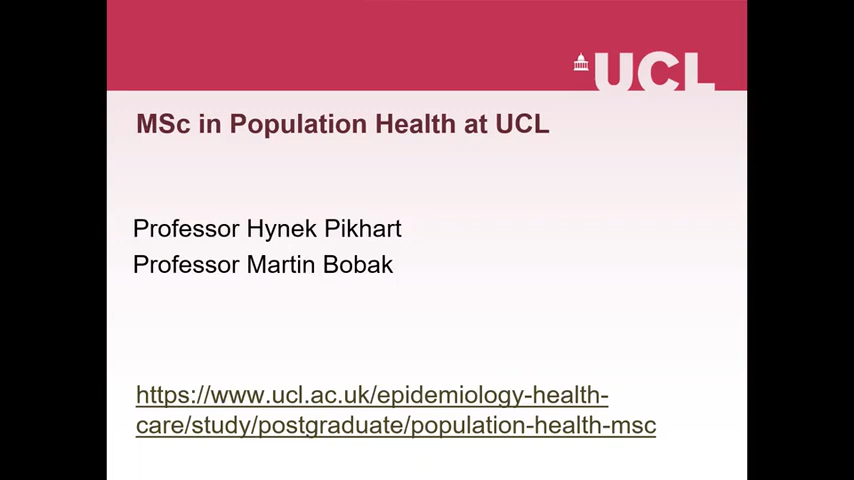 UCL
MSc in Population Health at UCL
Professor Hynek Pikhart
Professor Martin Bobak
https://www.ucl.ac.uk/epidemiology-health-
care/study/postgraduate/population-health-msc